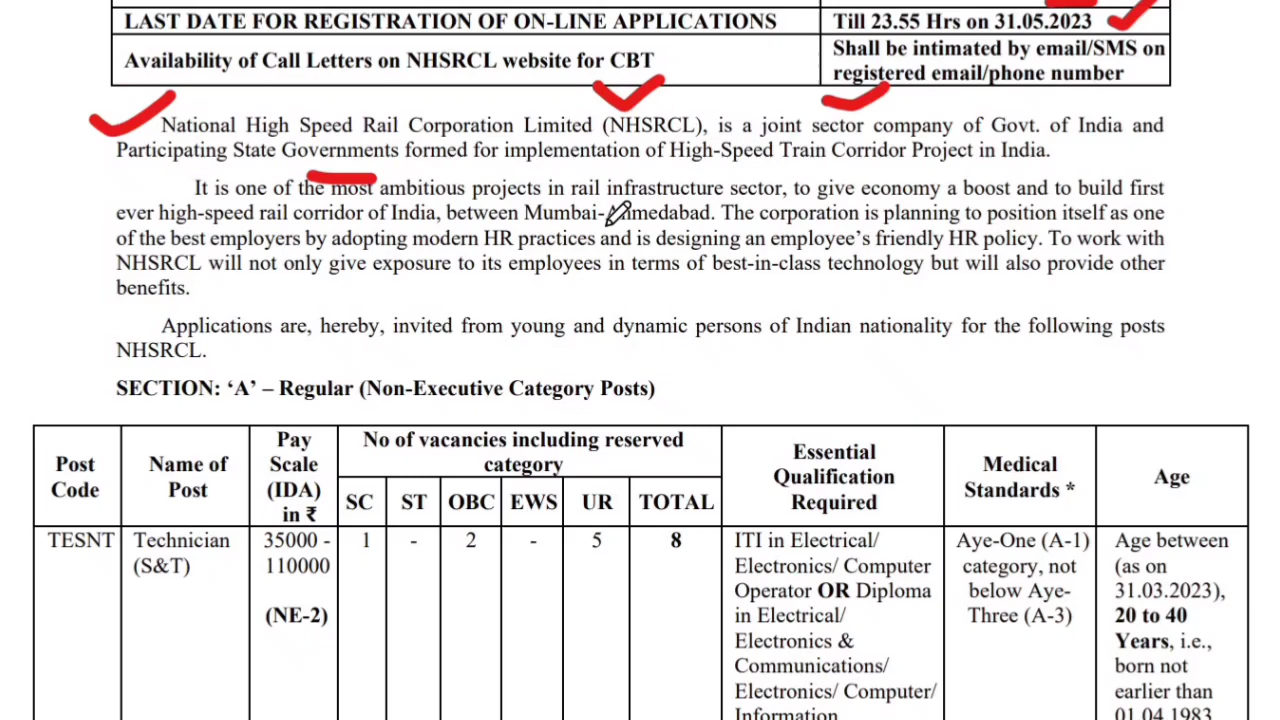 LAST DATE FOR REGISTRATION OF ON-LINE APPLICATIONS
Till 23.55 Hrs on 31.05.2023
Availability of Call Letters on NHSRCL website for CBT
Shall be intimated by email/SMS on
registered email/phone number
National High Speed Rail Corporation Limited (NHSRCL), is a joint sector company of Govt. of India and
Participating State Governments formed for implementation of High-Speed Train Corridor Project in India.
It is one of the most ambitious projects in rail infrastructure sector, to give economy a boost and to build first
ever high-speed rail corridor of India, between Mumbai-Ahmedabad. The corporation is planning to position itself as one
of the best employers by adopting modern HR practices and is designing an employee's friendly HR policy. To work with
NHSRCL will not only give exposure to its employees in terms of best-in-class technology but will also provide other
benefits.
Applications are, hereby, invited from young and dynamic persons of Indian nationality for the following posts
NHSRCL.
SECTION: ‘A’ – Regular (Non-Executive Category Posts)
Post
Code
Name of
Post
Pay
Scale
(IDA)
in ₹
No of vacancies including reserved
category
SC
ST
OBC
EWS
UR
TOTAL
Essential
Qualification
Required
Medical
Standards *
Age
TESNT
Technician
(S&T)
35000 -
110000
(NE-2)
1
-
2
-
5
8
ITI in Electrical/
Electronics/ Computer
Operator OR Diploma
in Electrical/
Electronics &
Communications/
Electronics/ Computer/
Information
Aye-One (A-1)
category, not
below Aye-
Three (A-3)
Age between
(as on
31.03.2023),
20 to 40
Years, i.e.,
born not
earlier than
01.04.1983